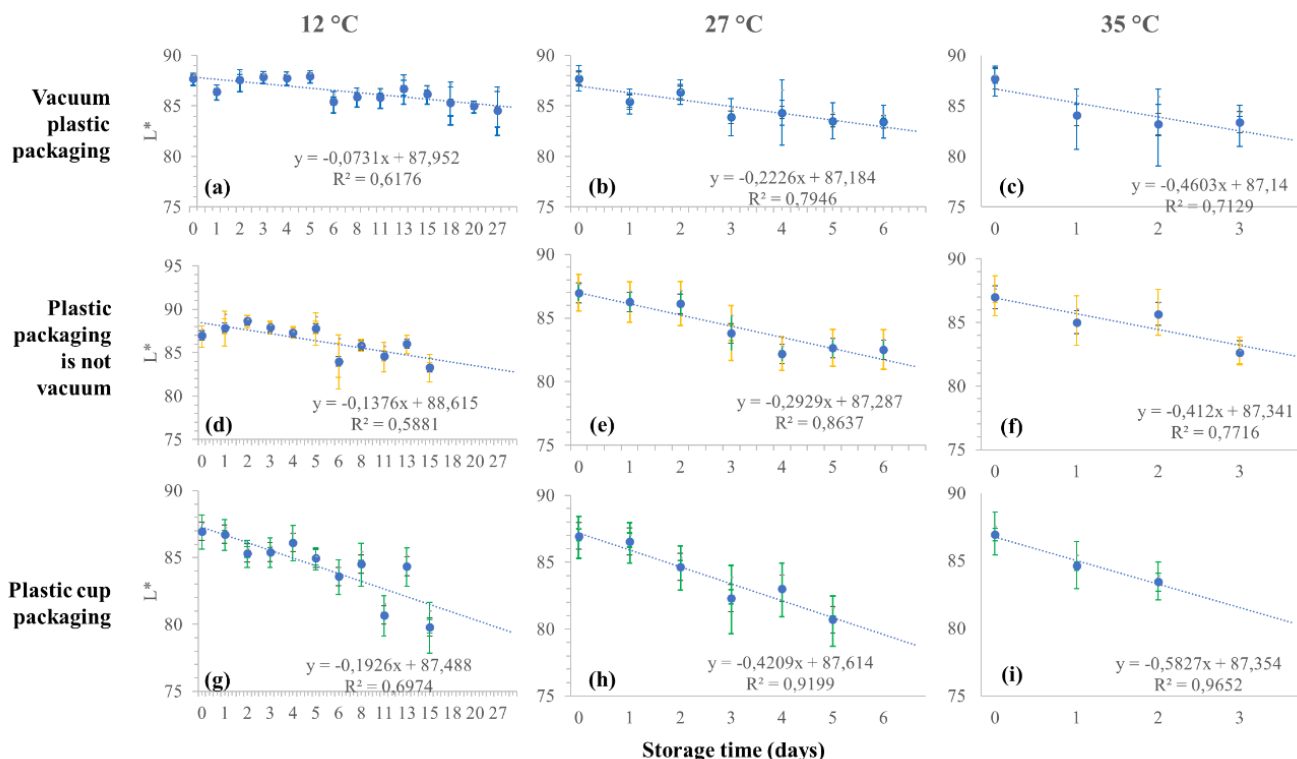 12 °C
27 °C
35 °C
Vacuum
plastic
packaging
L*
90
85
80
75
y = -0,0731x + 87,952
R² = 0,6176
(a)
0 1 2 3 4 5 6 8 11 13 15 18 20 27
90
85
80
75
y = -0,2226x + 87,184
R² = 0,7946
(b)
0 1 2 3 4 5 6
90
85
80
75
y = -0,4603x + 87,14
R² = 0,7129
(c)
0 1 2 3
Plastic
packaging
is not
vacuum
95
90
85
80
75
y = -0,1376x + 88,615
R² = 0,5881
(d)
0 1 2 3 4 5 6 8 11 13 15 18 20 27
90
85
80
75
y = -0,2929x + 87,287
R² = 0,8637
(e)
0 1 2 3 4 5 6
90
85
80
75
y = -0,412x + 87,341
R² = 0,7716
(f)
0 1 2 3
Plastic cup
packaging
L*
90
85
80
75
y = -0,1926x + 87,488
R² = 0,6974
(g)
0 1 2 3 4 5 6 8 11 13 15 18 20 27
90
85
80
75
y = -0,4209x + 87,614
R² = 0,9199
(h)
0 1 2 3 4 5 6
90
85
80
75
y = -0,5827x + 87,354
R² = 0,9652
(i)
0 1 2 3
Storage time (days)